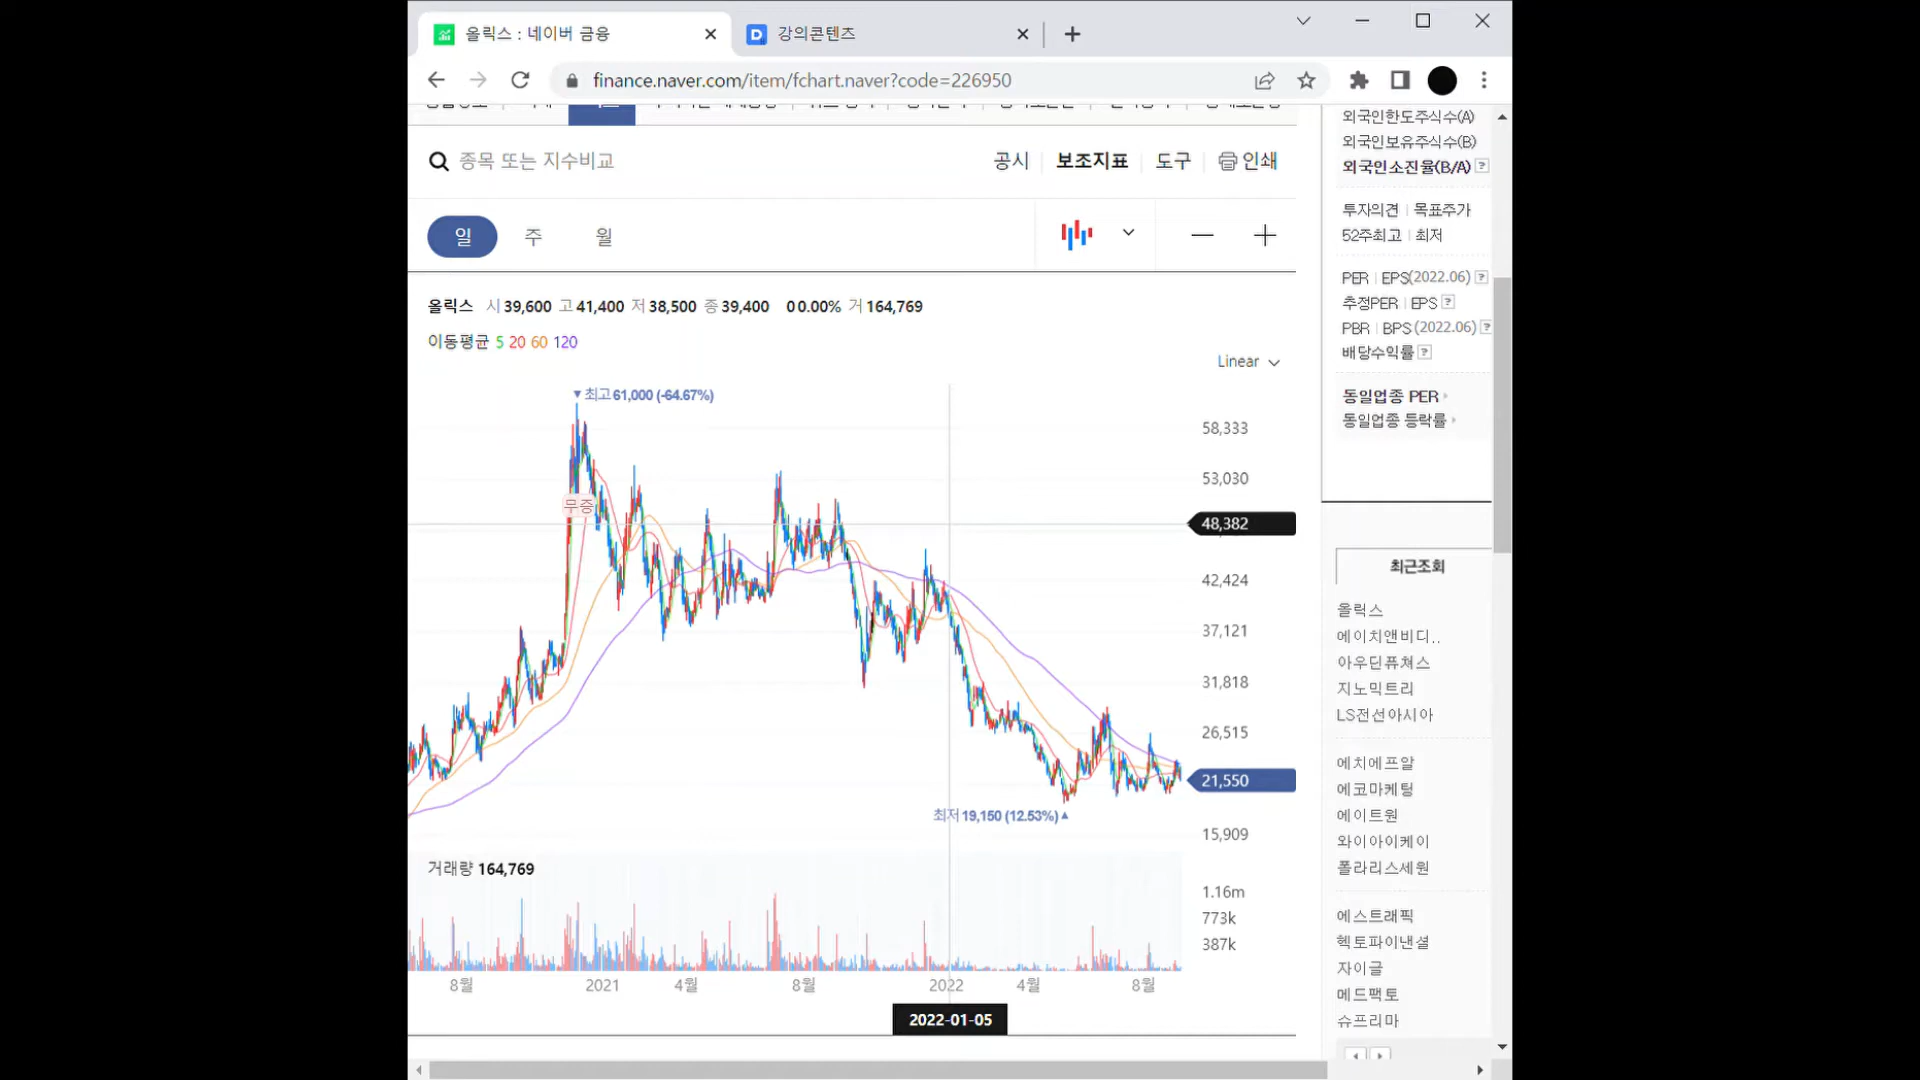 올릭스 : 네이버 금융
강의콘텐츠
finance.naver.com/item/fchart.naver?code=226950
종목 또는 지수비교
공시 보조지표 도구 인쇄
일 주 월
올릭스 시 39,600 고 41,400 저 38,500 종 39,400 0 0.00% 거 164,769
이동평균 5 20 60 120
Linear
최고 61,000 (-64.67%)
무증
58,333
53,030
48,382
42,424
37,121
31,818
26,515
21,550
15,909
최저 19,150 (12.53%)
거래량 164,769
1.16m
773k
387k
8월 2021 4월 8월 2022 4월 8월
2022-01-05
외국인한도주식수(A)
외국인보유주식수(B)
외국인소진율(B/A) ?
투자의견 | 목표주가
52주최고 | 최저
PER | EPS(2022.06) ?
추정PER | EPS ?
PBR | BPS (2022.06) ?
배당수익률 ?
동일업종 PER
동일업종 등락률
최근조회
올릭스
에이치앤비디..
아우딘퓨쳐스
지노믹트리
LS전선아시아
에치에프알
에코마케팅
에이트원
와이아이케이
폴라리스세원
에스트래픽
헥토파이낸셜
자이글
메드팩토
슈프리마